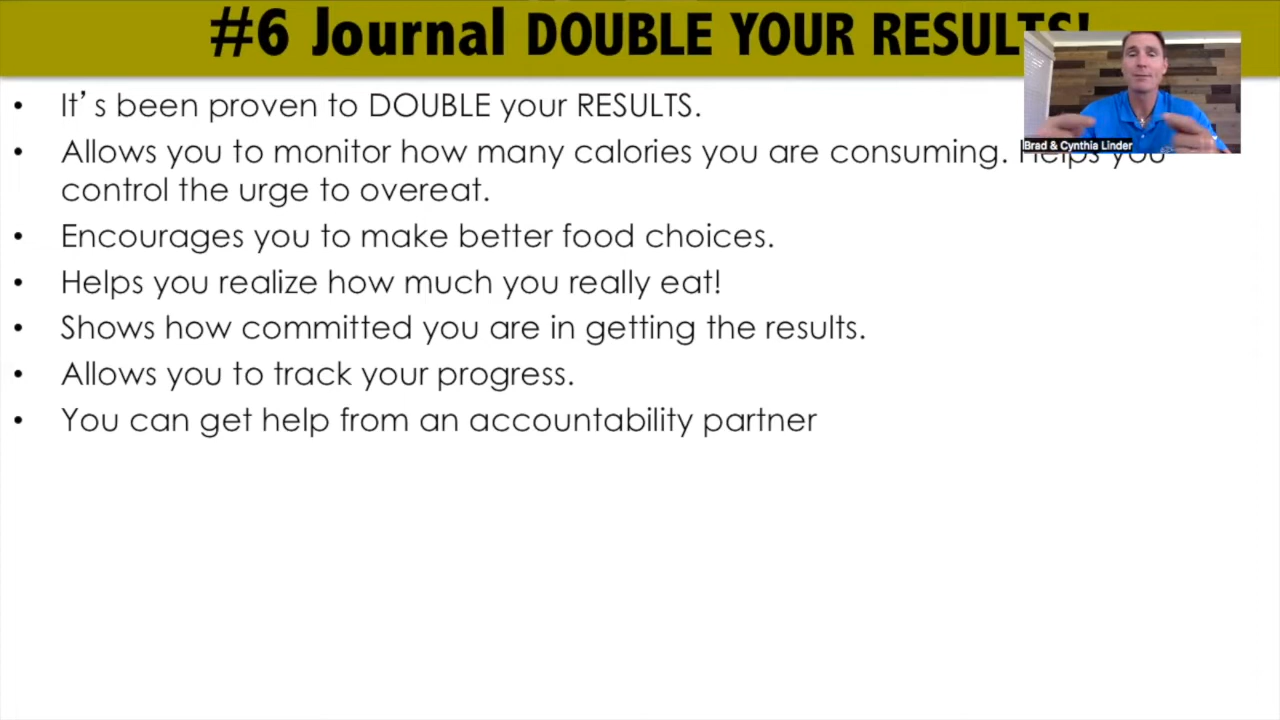 #6 Journal DOUBLE YOUR RESULTS!
• It's been proven to DOUBLE your RESULTS.
• Allows you to monitor how many calories you are consuming. Helps you
control the urge to overeat.
• Encourages you to make better food choices.
• Helps you realize how much you really eat!
• Shows how committed you are in getting the results.
• Allows you to track your progress.
• You can get help from an accountability partner
Brad & Cynthia Linder